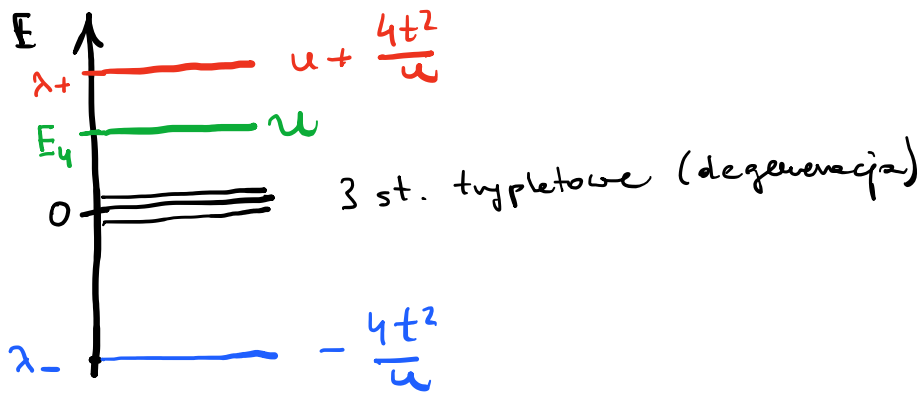 E
λ+ u + 4t²/u
E₄ u
0 3 st. trypletowe (degeneracja)
λ− − 4t²/u